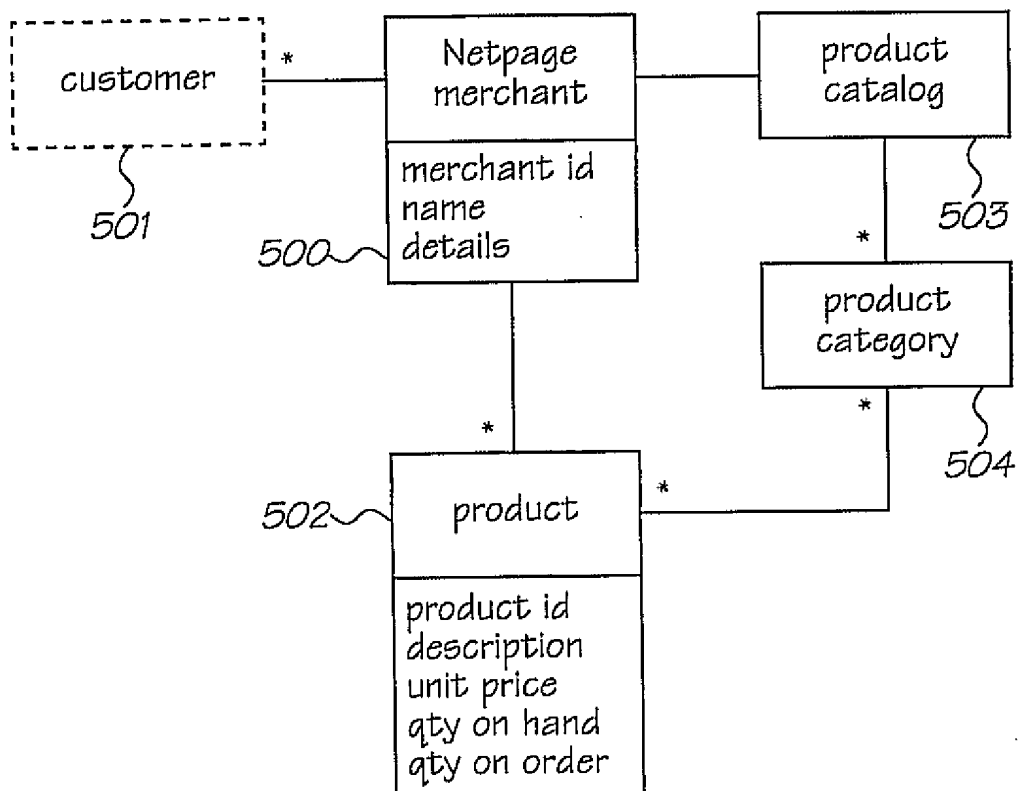 customer
*
501
Netpage
merchant
merchant id
name
details
500
product
catalog
503
*
product
category
*
504
*
502
product
*
product id
description
unit price
qty on hand
qty on order